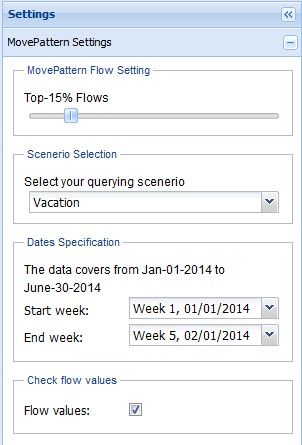 Settings
MovePattern Settings
MovePattern Flow Setting
Top-15% Flows
Scenerio Selection
Select your querying scenerio
Vacation
Dates Specification
The data covers from Jan-01-2014 to
June-30-2014
Start week: Week 1, 01/01/2014
End week: Week 5, 02/01/2014
Check flow values
Flow values: